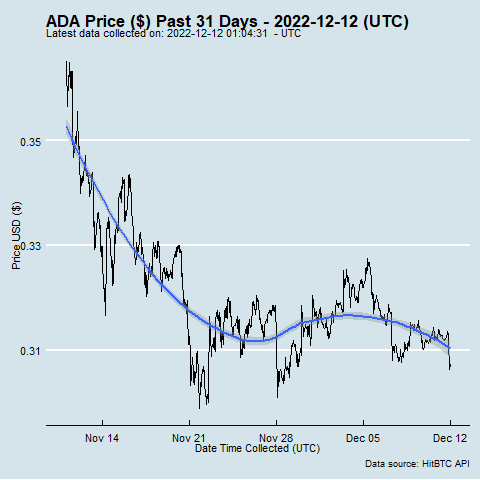 ADA Price ($) Past 31 Days - 2022-12-12 (UTC)
Latest data collected on: 2022-12-12 01:04:31 - UTC
0.35
0.33
0.31
Price USD ($)
Nov 14
Nov 21
Nov 28
Dec 05
Dec 12
Date Time Collected (UTC)
Data source: HitBTC API